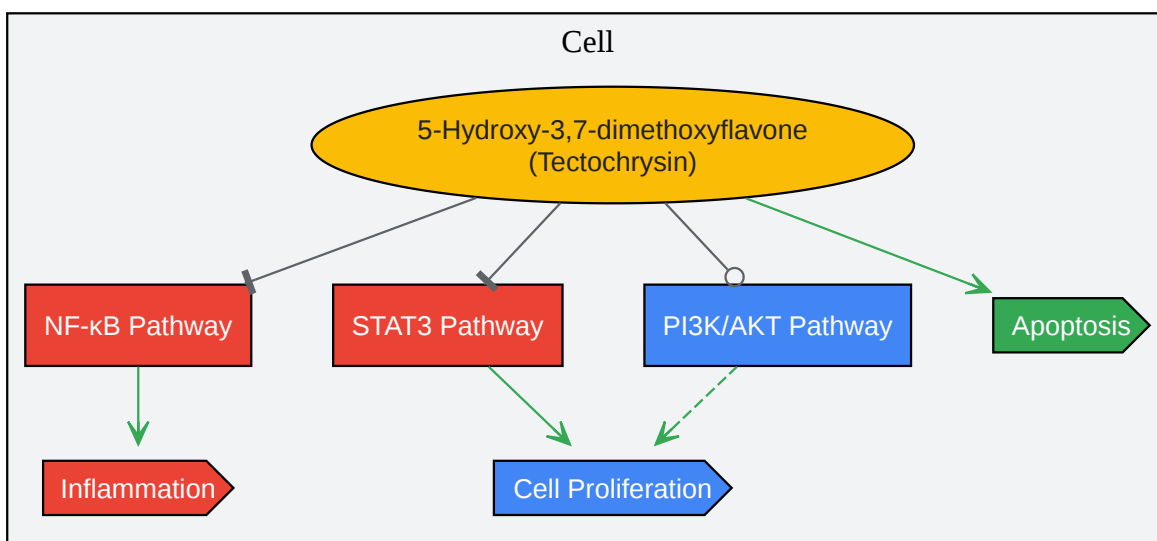 Cell
5-Hydroxy-3,7-dimethoxyflavone
(Tectochrysin)
NF-κB Pathway
STAT3 Pathway
PI3K/AKT Pathway
Apoptosis
Inflammation
Cell Proliferation